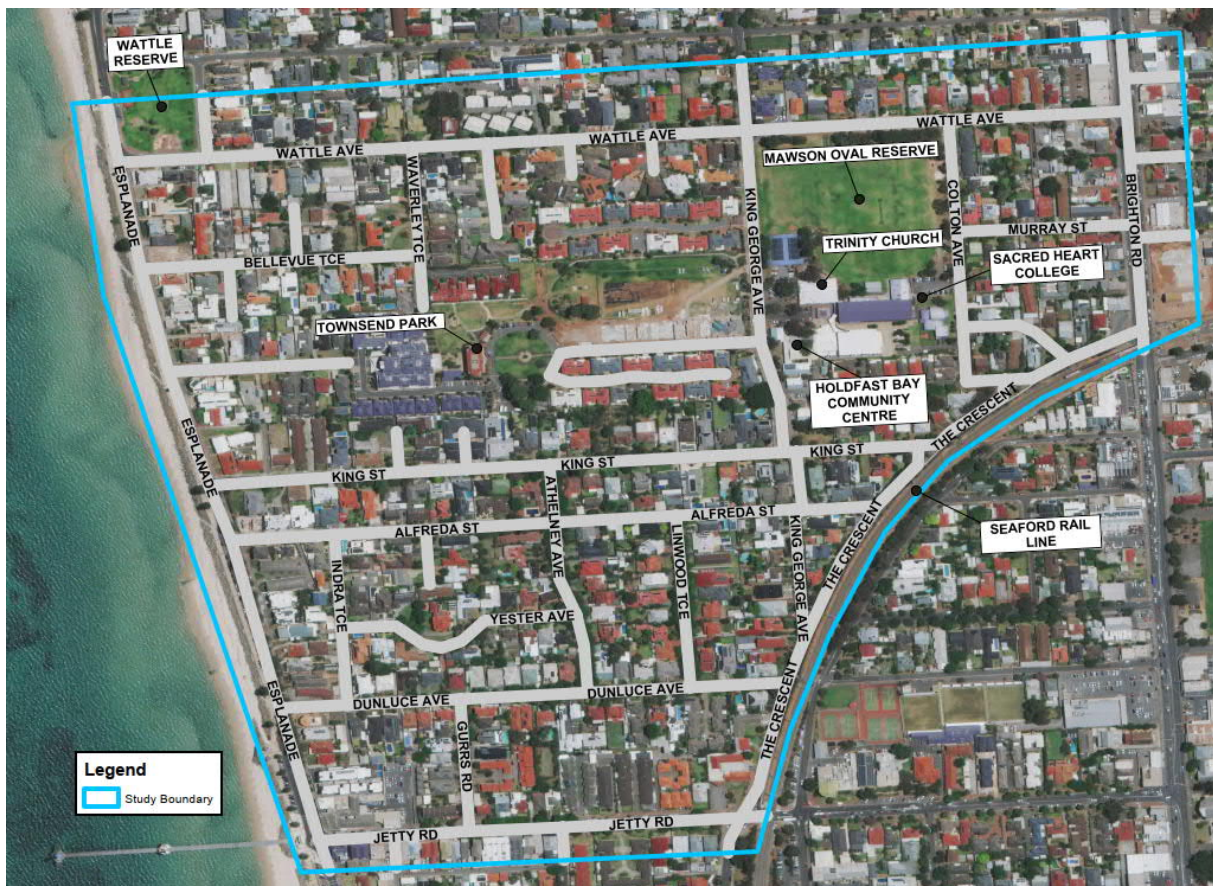 WATTLE
RESERVE
WATTLE AVE
WATTLE AVE
WATTLE AVE
MAWSON OVAL RESERVE
ESPLANADE
WAVERLEY TCE
KING GEORGE AVE
COLTON AVE
BRIGHTON RD
MURRAY ST
TRINITY CHURCH
SACRED HEART
COLLEGE
BELLEVUE TCE
TOWNSEND PARK
HOLDFAST BAY
COMMUNITY
CENTRE
THE CRESCENT
ESPLANADE
KING ST
KING ST
KING ST
ATHELNEY AVE
ALFREDA ST
ALFREDA ST
SEAFORD RAIL
LINE
INDRA TCE
LINWOOD TCE
KING GEORGE AVE
THE CRESCENT
YESTER AVE
ESPLANADE
DUNLUCE AVE
DUNLUCE AVE
THE CRESCENT
GURRS RD
JETTY RD
JETTY RD
Legend
Study Boundary